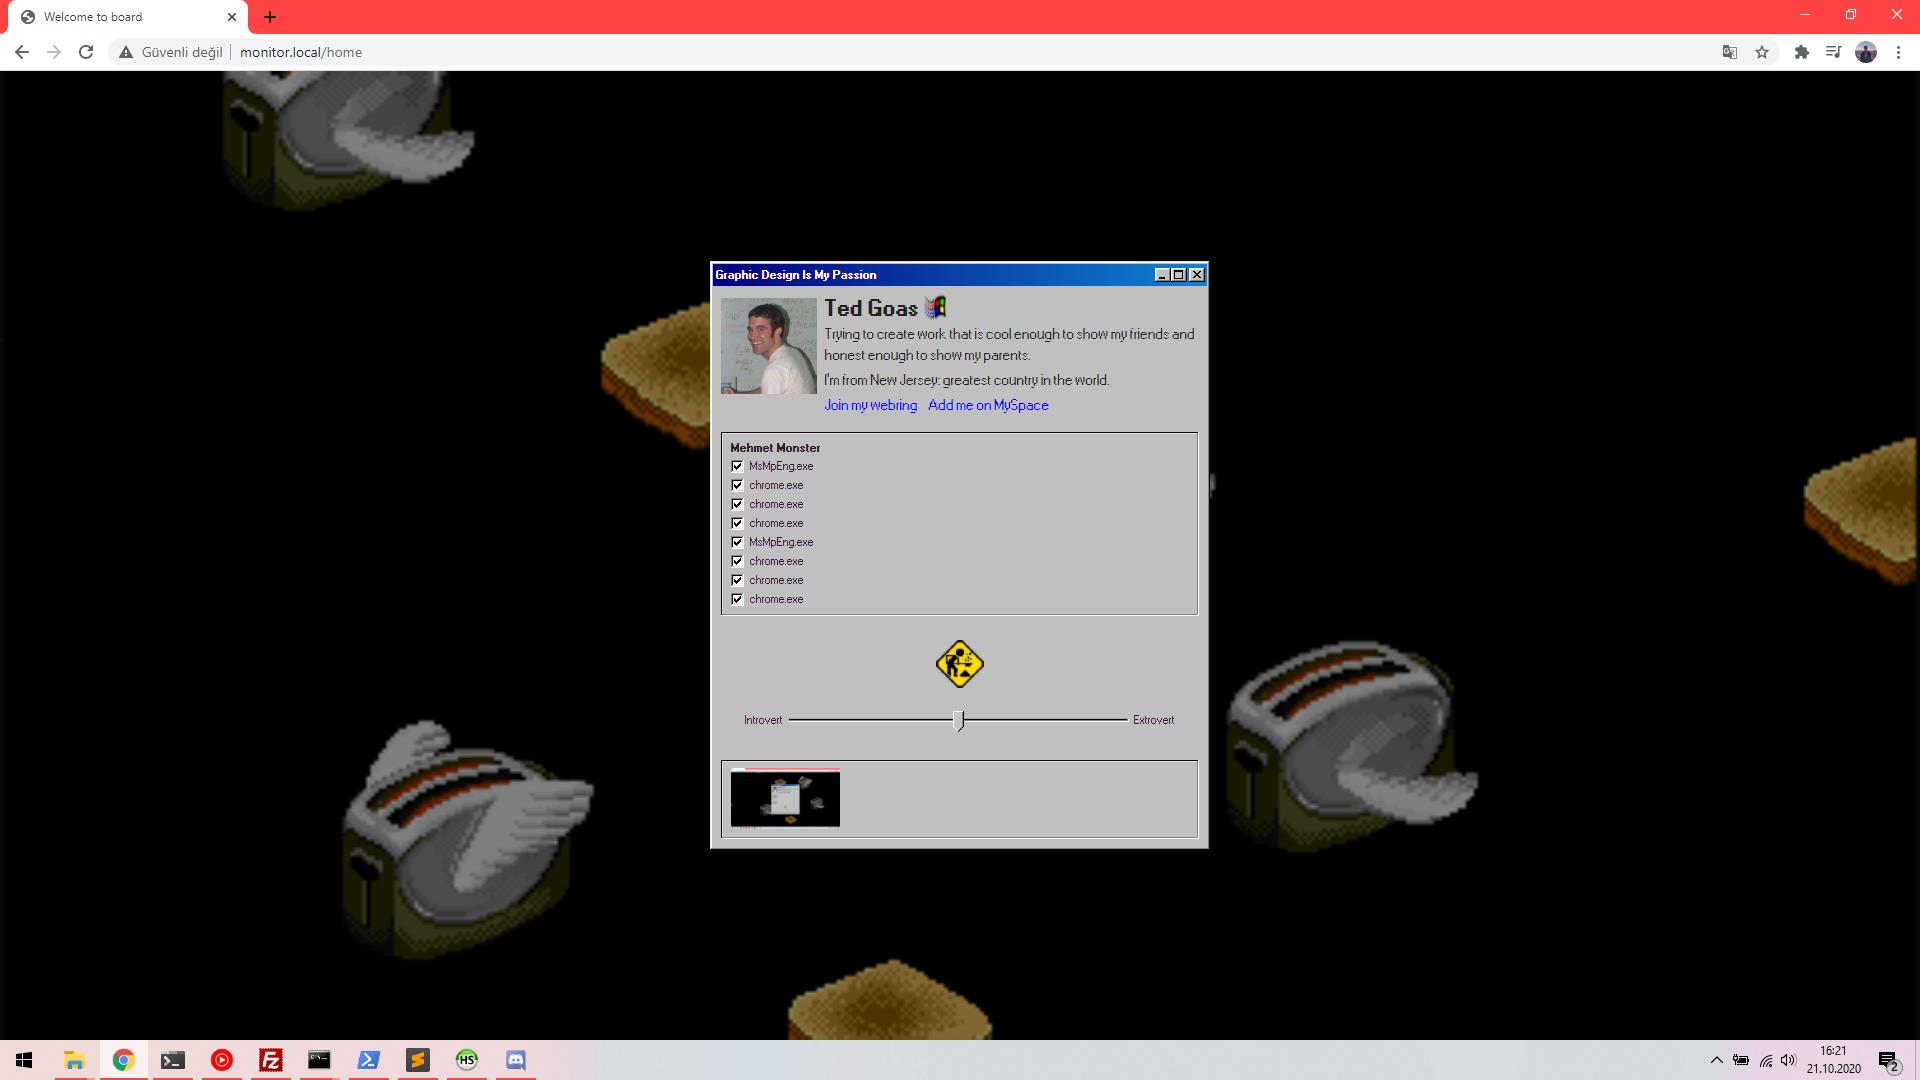 Welcome to board
Güvenli değil
monitor.local/home
Graphic Design Is My Passion
Ted Goas
Trying to create work that is cool enough to show my friends and
honest enough to show my parents.
I'm from New Jersey: greatest country in the world.
Join my webring Add me on MySpace
Mehmet Monster
MsMpEng.exe
chrome.exe
chrome.exe
chrome.exe
MsMpEng.exe
chrome.exe
chrome.exe
chrome.exe
Introvert
Extrovert
HS
16:21
21.10.2020
2